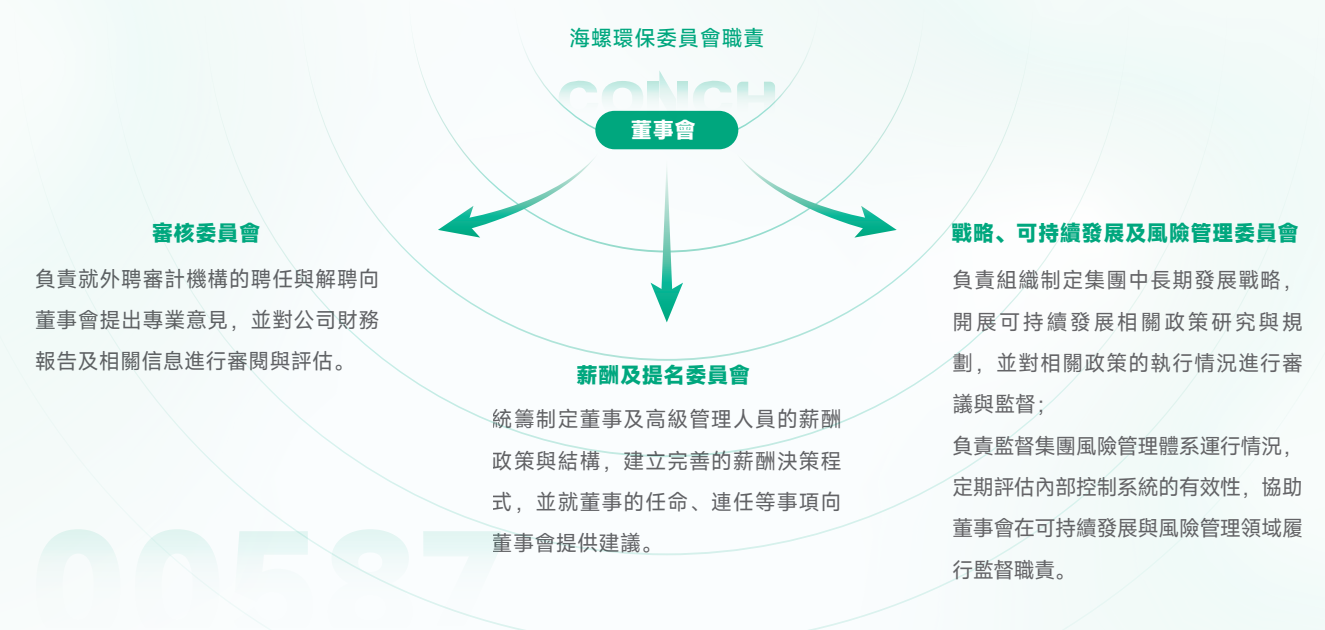 海螺環保委員會職責
CONCH
董事會
審核委員會
負責就外聘審計機構的聘任與解聘向
董事會提出專業意見，並對公司財務
報告及相關信息進行審閱與評估。
薪酬及提名委員會
統籌制定董事及高級管理人員的薪酬
政策與結構，建立完善的薪酬決策程
式，並就董事的任命、連任等事項向
董事會提供建議。
戰略、可持續發展及風險管理委員會
負責組織制定集團中長期發展戰略，
開展可持續發展相關政策研究與規
劃，並對相關政策的執行情況進行審
議與監督；
負責監督集團風險管理體系運行情況，
定期評估內部控制系統的有效性，協助
董事會在可持續發展與風險管理領域履
行監督職責。
00587